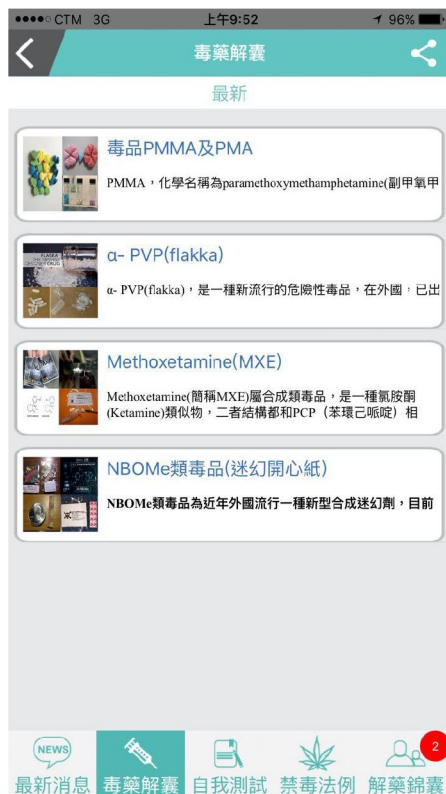 CTM 3G 上午9:52 96%
毒藥解囊
最新
毒品PMMA及PMA
PMMA，化學名稱為paramethoxymethamphetamine(副甲氧甲
α- PVP(flakka)
α- PVP(flakka)，是一種新流行的危險性毒品，在外國，已出
Methoxetamine(MXE)
Methoxetamine(簡稱MXE)屬合成類毒品，是一種氯胺酮
(Ketamine)類似物，二者結構都和PCP（苯環己哌啶）相
NBOMe類毒品(迷幻開心紙)
NBOMe類毒品為近年外國流行一種新型合成迷幻劑，目前
NEWS
2
最新消息 毒藥解囊 自我測試 禁毒法例 解藥錦囊